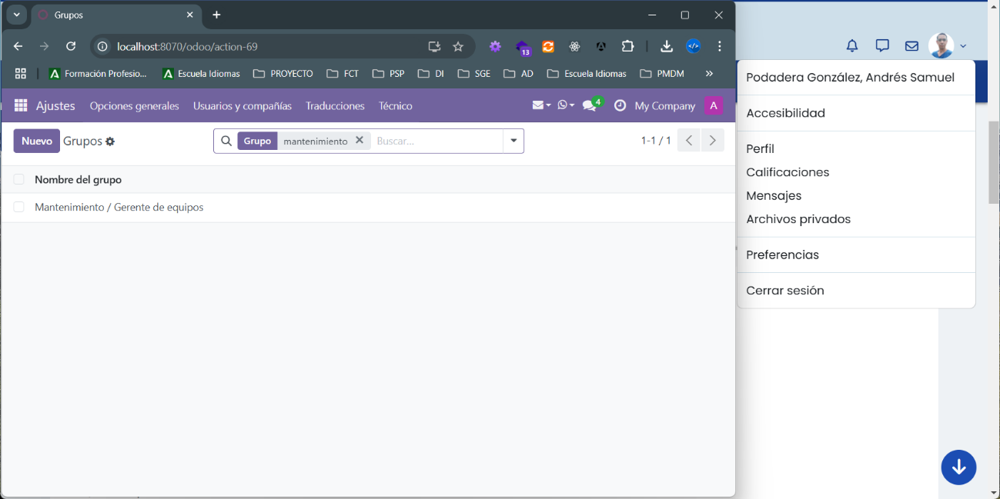 Grupos
localhost:8070/odoo/action-69
13
Formación Profesio...
Escuela Idiomas
PROYECTO
FCT
PSP
DI
SGE
AD
Escuela Idiomas
PMDM
»
Ajustes
Opciones generales
Usuarios y compañías
Traducciones
Técnico
4
My Company
A
Nuevo
Grupos
Grupo
mantenimiento
Buscar...
1-1 / 1
Nombre del grupo
Mantenimiento / Gerente de equipos
Podadera González, Andrés Samuel
Accesibilidad
Perfil
Calificaciones
Mensajes
Archivos privados
Preferencias
Cerrar sesión